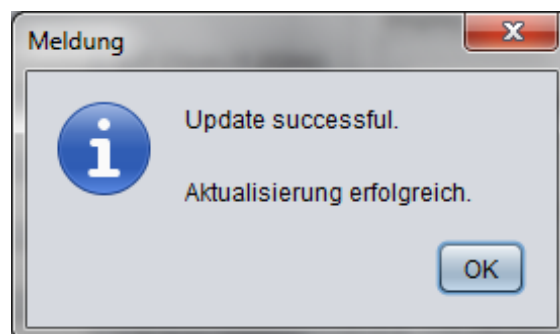 Meldung
Update successful.
Aktualisierung erfolgreich.
OK